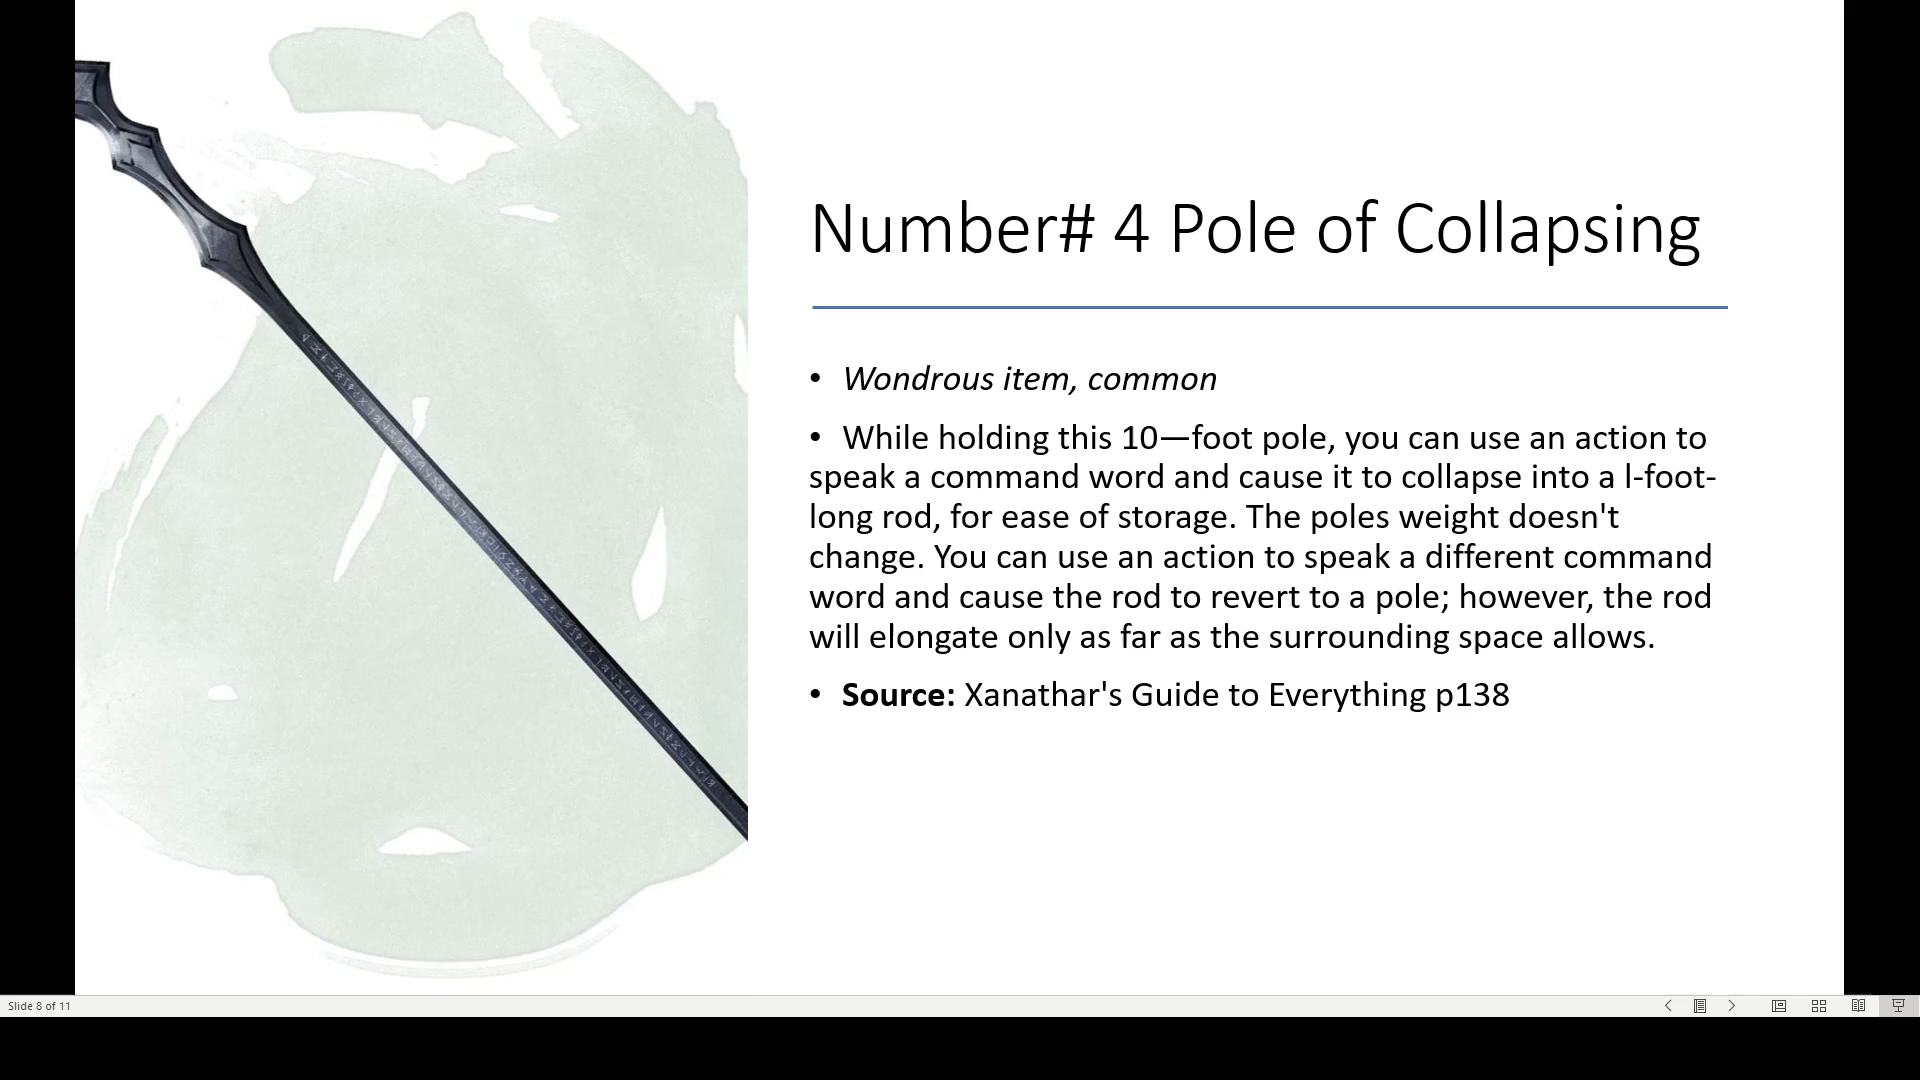 Number# 4 Pole of Collapsing
• Wondrous item, common
• While holding this 10—foot pole, you can use an action to
speak a command word and cause it to collapse into a l-foot-
long rod, for ease of storage. The poles weight doesn't
change. You can use an action to speak a different command
word and cause the rod to revert to a pole; however, the rod
will elongate only as far as the surrounding space allows.
• Source: Xanathar's Guide to Everything p138
Slide 8 of 11